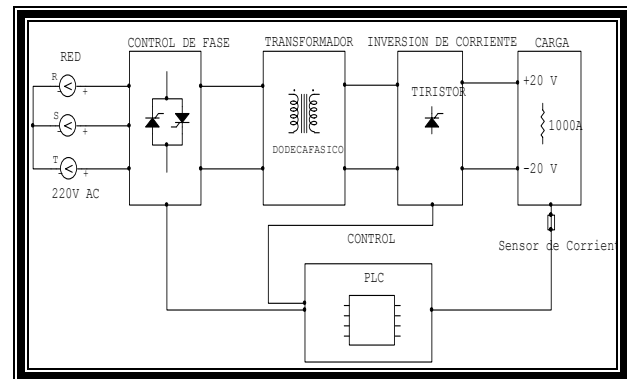 RED
CONTROL DE FASE
TRANSFORMADOR
INVERSION DE CORRIENTE
CARGA
R
- +
S
- +
T
- +
220V AC
DODECAFASICO
TIRISTOR
+20 V
1000A
-20 V
CONTROL
Sensor de Corrien
PLC